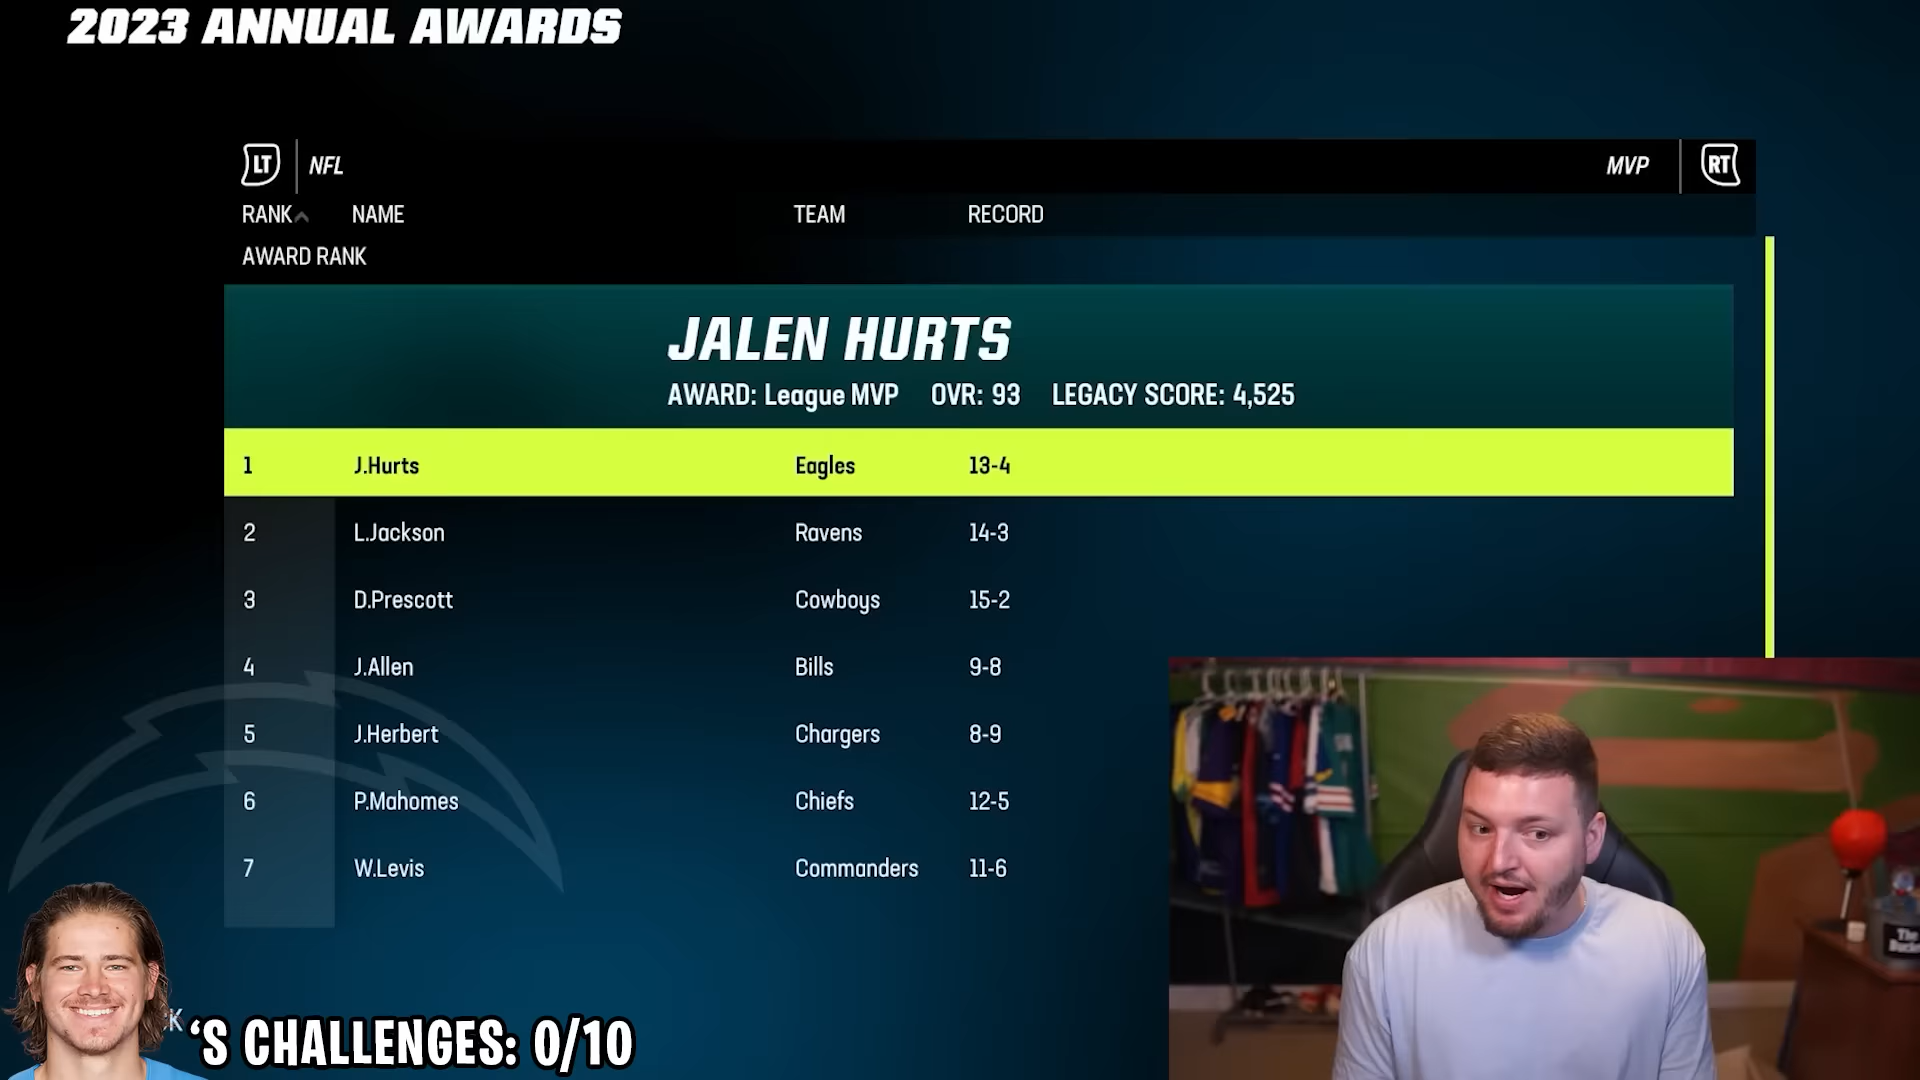 2023 ANNUAL AWARDS
LT NFL MVP RT
RANK NAME TEAM RECORD
AWARD RANK
JALEN HURTS
AWARD: League MVP OVR: 93 LEGACY SCORE: 4,525
1 J.Hurts Eagles 13-4
2 L.Jackson Ravens 14-3
3 D.Prescott Cowboys 15-2
4 J.Allen Bills 9-8
5 J.Herbert Chargers 8-9
6 P.Mahomes Chiefs 12-5
7 W.Levis Commanders 11-6
The
'S CHALLENGES: 0/10